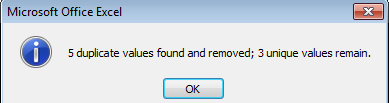 Microsoft Office Excel
5 duplicate values found and removed; 3 unique values remain.
OK